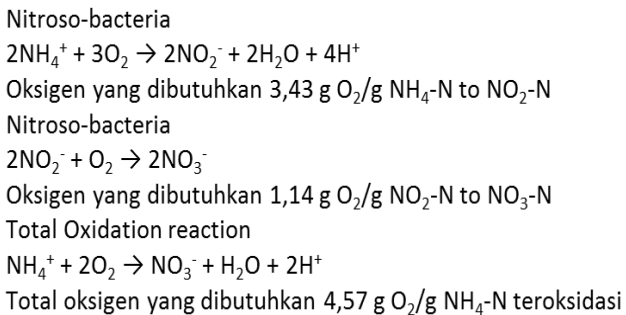 Nitroso-bacteria
2NH₄⁺ + 3O₂ → 2NO₂⁻ + 2H₂O + 4H⁺
Oksigen yang dibutuhkan 3,43 g O₂/g NH₄-N to NO₂-N
Nitroso-bacteria
2NO₂⁻ + O₂ → 2NO₃⁻
Oksigen yang dibutuhkan 1,14 g O₂/g NO₂-N to NO₃-N
Total Oxidation reaction
NH₄⁺ + 2O₂ → NO₃⁻ + H₂O + 2H⁺
Total oksigen yang dibutuhkan 4,57 g O₂/g NH₄-N teroksidasi